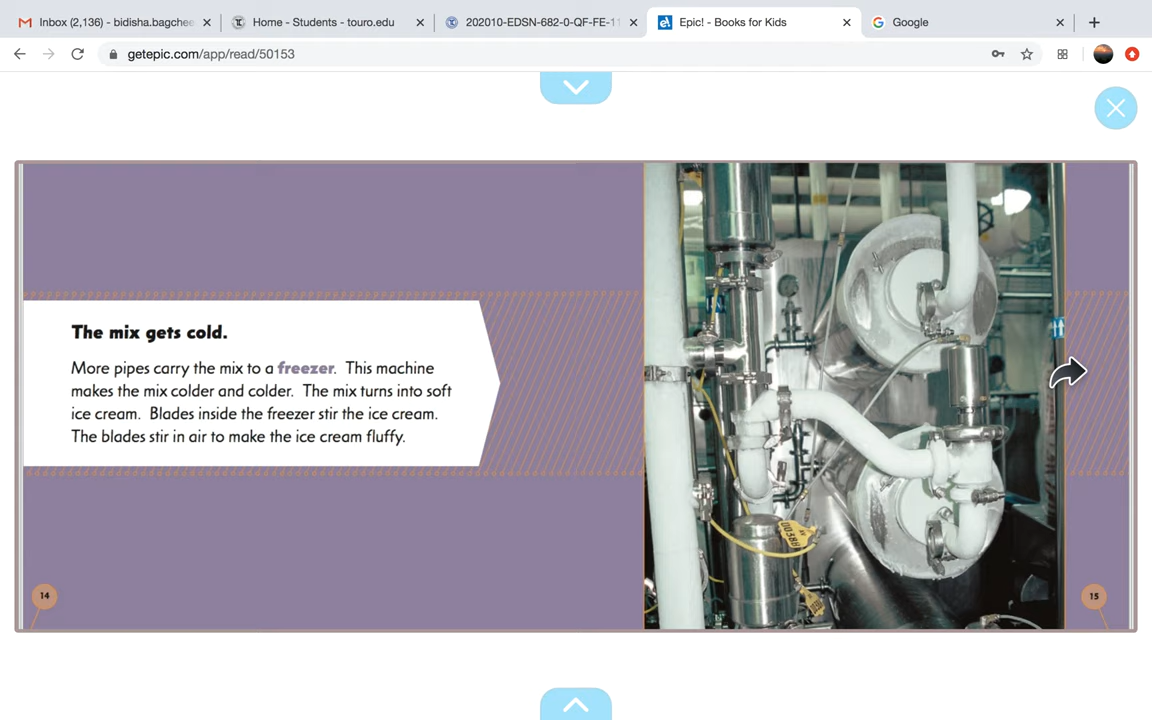 Inbox (2,136) - bidisha.bagchee
Home - Students - touro.edu
202010-EDSN-682-0-QF-FE-11
Epic! - Books for Kids
Google
getepic.com/app/read/50153
The mix gets cold.
More pipes carry the mix to a freezer. This machine
makes the mix colder and colder. The mix turns into soft
ice cream. Blades inside the freezer stir the ice cream.
The blades stir in air to make the ice cream fluffy.
14
15